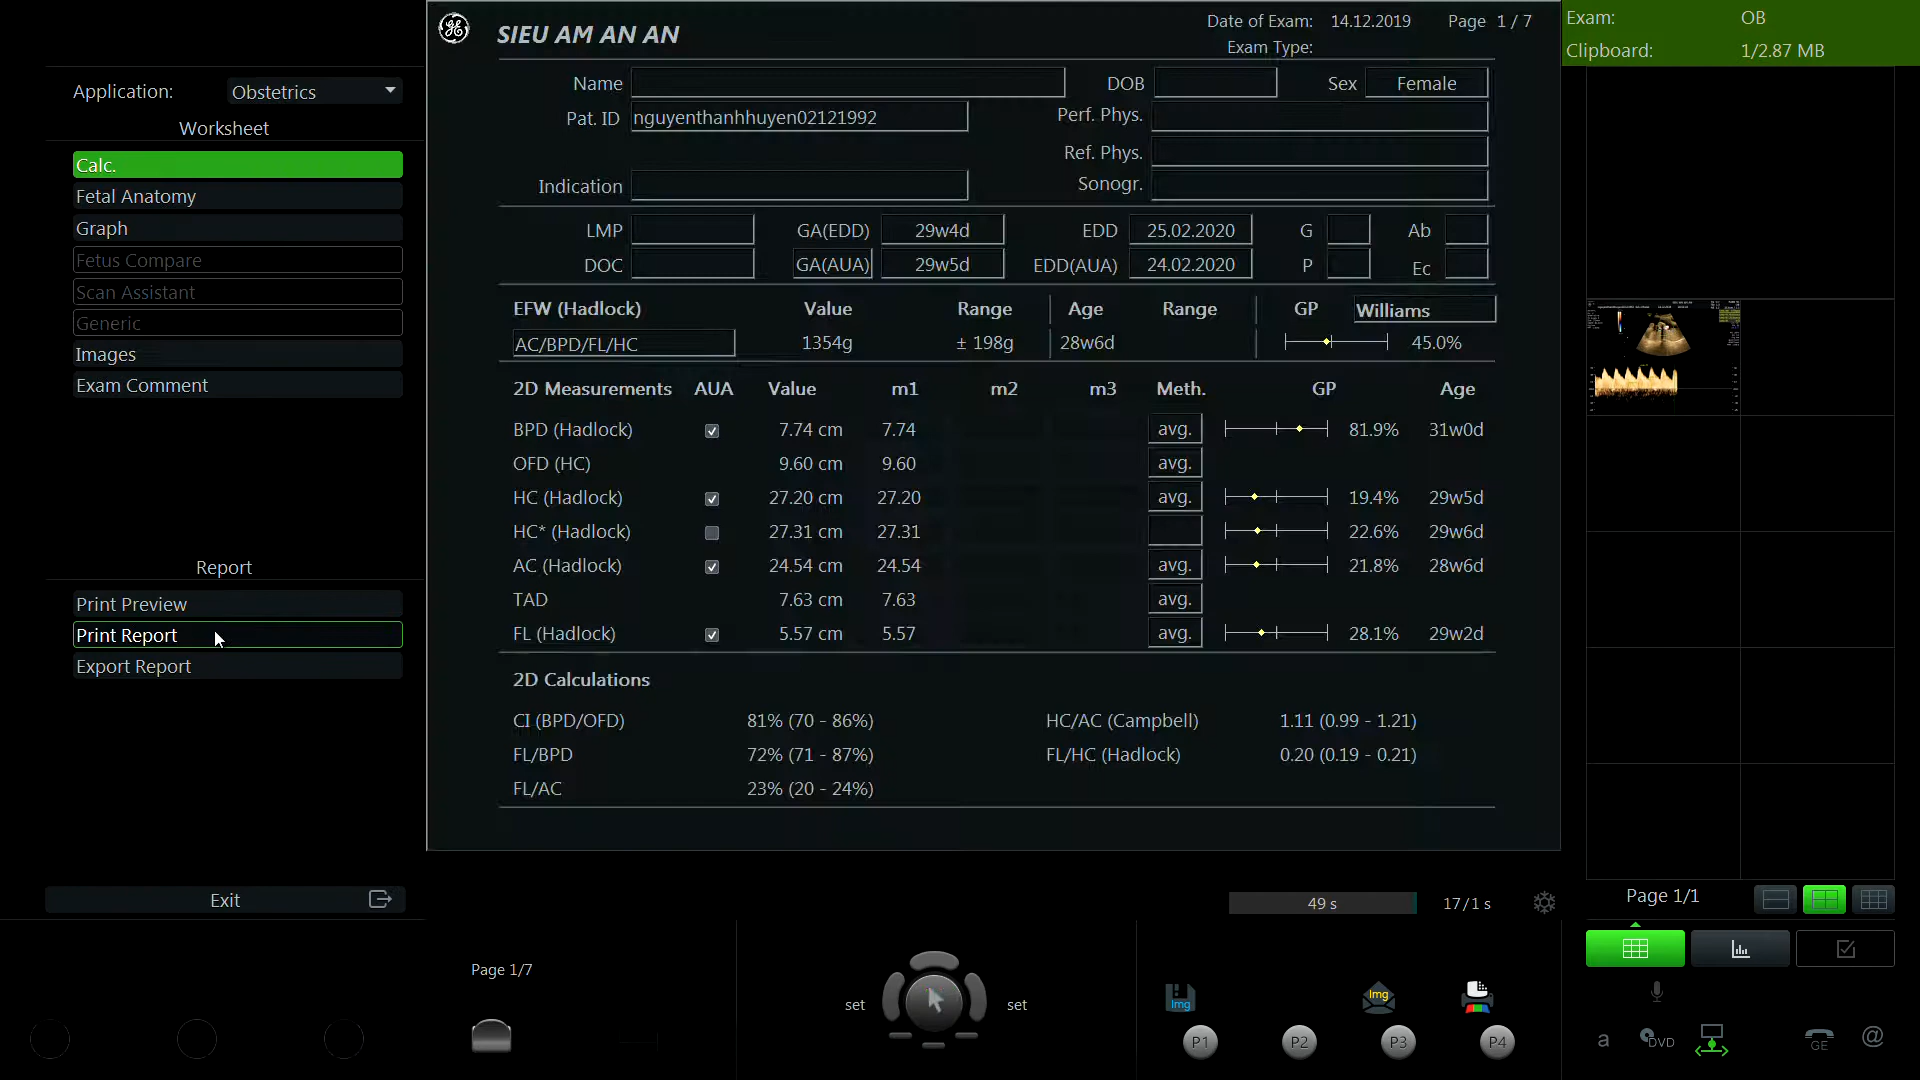 SIEU AM AN AN
Date of Exam: 14.12.2019 Page 1 / 7
Exam Type:
Exam: OB
Clipboard: 1/2.87 MB
Application: Obstetrics
Worksheet
Calc.
Fetal Anatomy
Graph
Fetus Compare
Scan Assistant
Generic
Images
Exam Comment
Report
Print Preview
Print Report
Export Report
Exit
Name DOB Sex Female
Pat. ID nguyenthanhhuyen02121992 Perf. Phys.
Ref. Phys.
Indication Sonogr.
LMP GA(EDD) 29w4d EDD 25.02.2020 G Ab
DOC GA(AUA) 29w5d EDD(AUA) 24.02.2020 P Ec
EFW (Hadlock) Value Range Age Range GP Williams
AC/BPD/FL/HC 1354g ± 198g 28w6d 45.0%
2D Measurements AUA Value m1 m2 m3 Meth. GP Age
BPD (Hadlock) 7.74 cm 7.74 avg. 81.9% 31w0d
OFD (HC) 9.60 cm 9.60 avg.
HC (Hadlock) 27.20 cm 27.20 avg. 19.4% 29w5d
HC* (Hadlock) 27.31 cm 27.31 22.6% 29w6d
AC (Hadlock) 24.54 cm 24.54 avg. 21.8% 28w6d
TAD 7.63 cm 7.63 avg.
FL (Hadlock) 5.57 cm 5.57 avg. 28.1% 29w2d
2D Calculations
CI (BPD/OFD) 81% (70 - 86%) HC/AC (Campbell) 1.11 (0.99 - 1.21)
FL/BPD 72% (71 - 87%) FL/HC (Hadlock) 0.20 (0.19 - 0.21)
FL/AC 23% (20 - 24%)
49 s 17/1 s
Page 1/1
Page 1/7
set set
Img Img
P1 P2 P3 P4
a DVD GE @